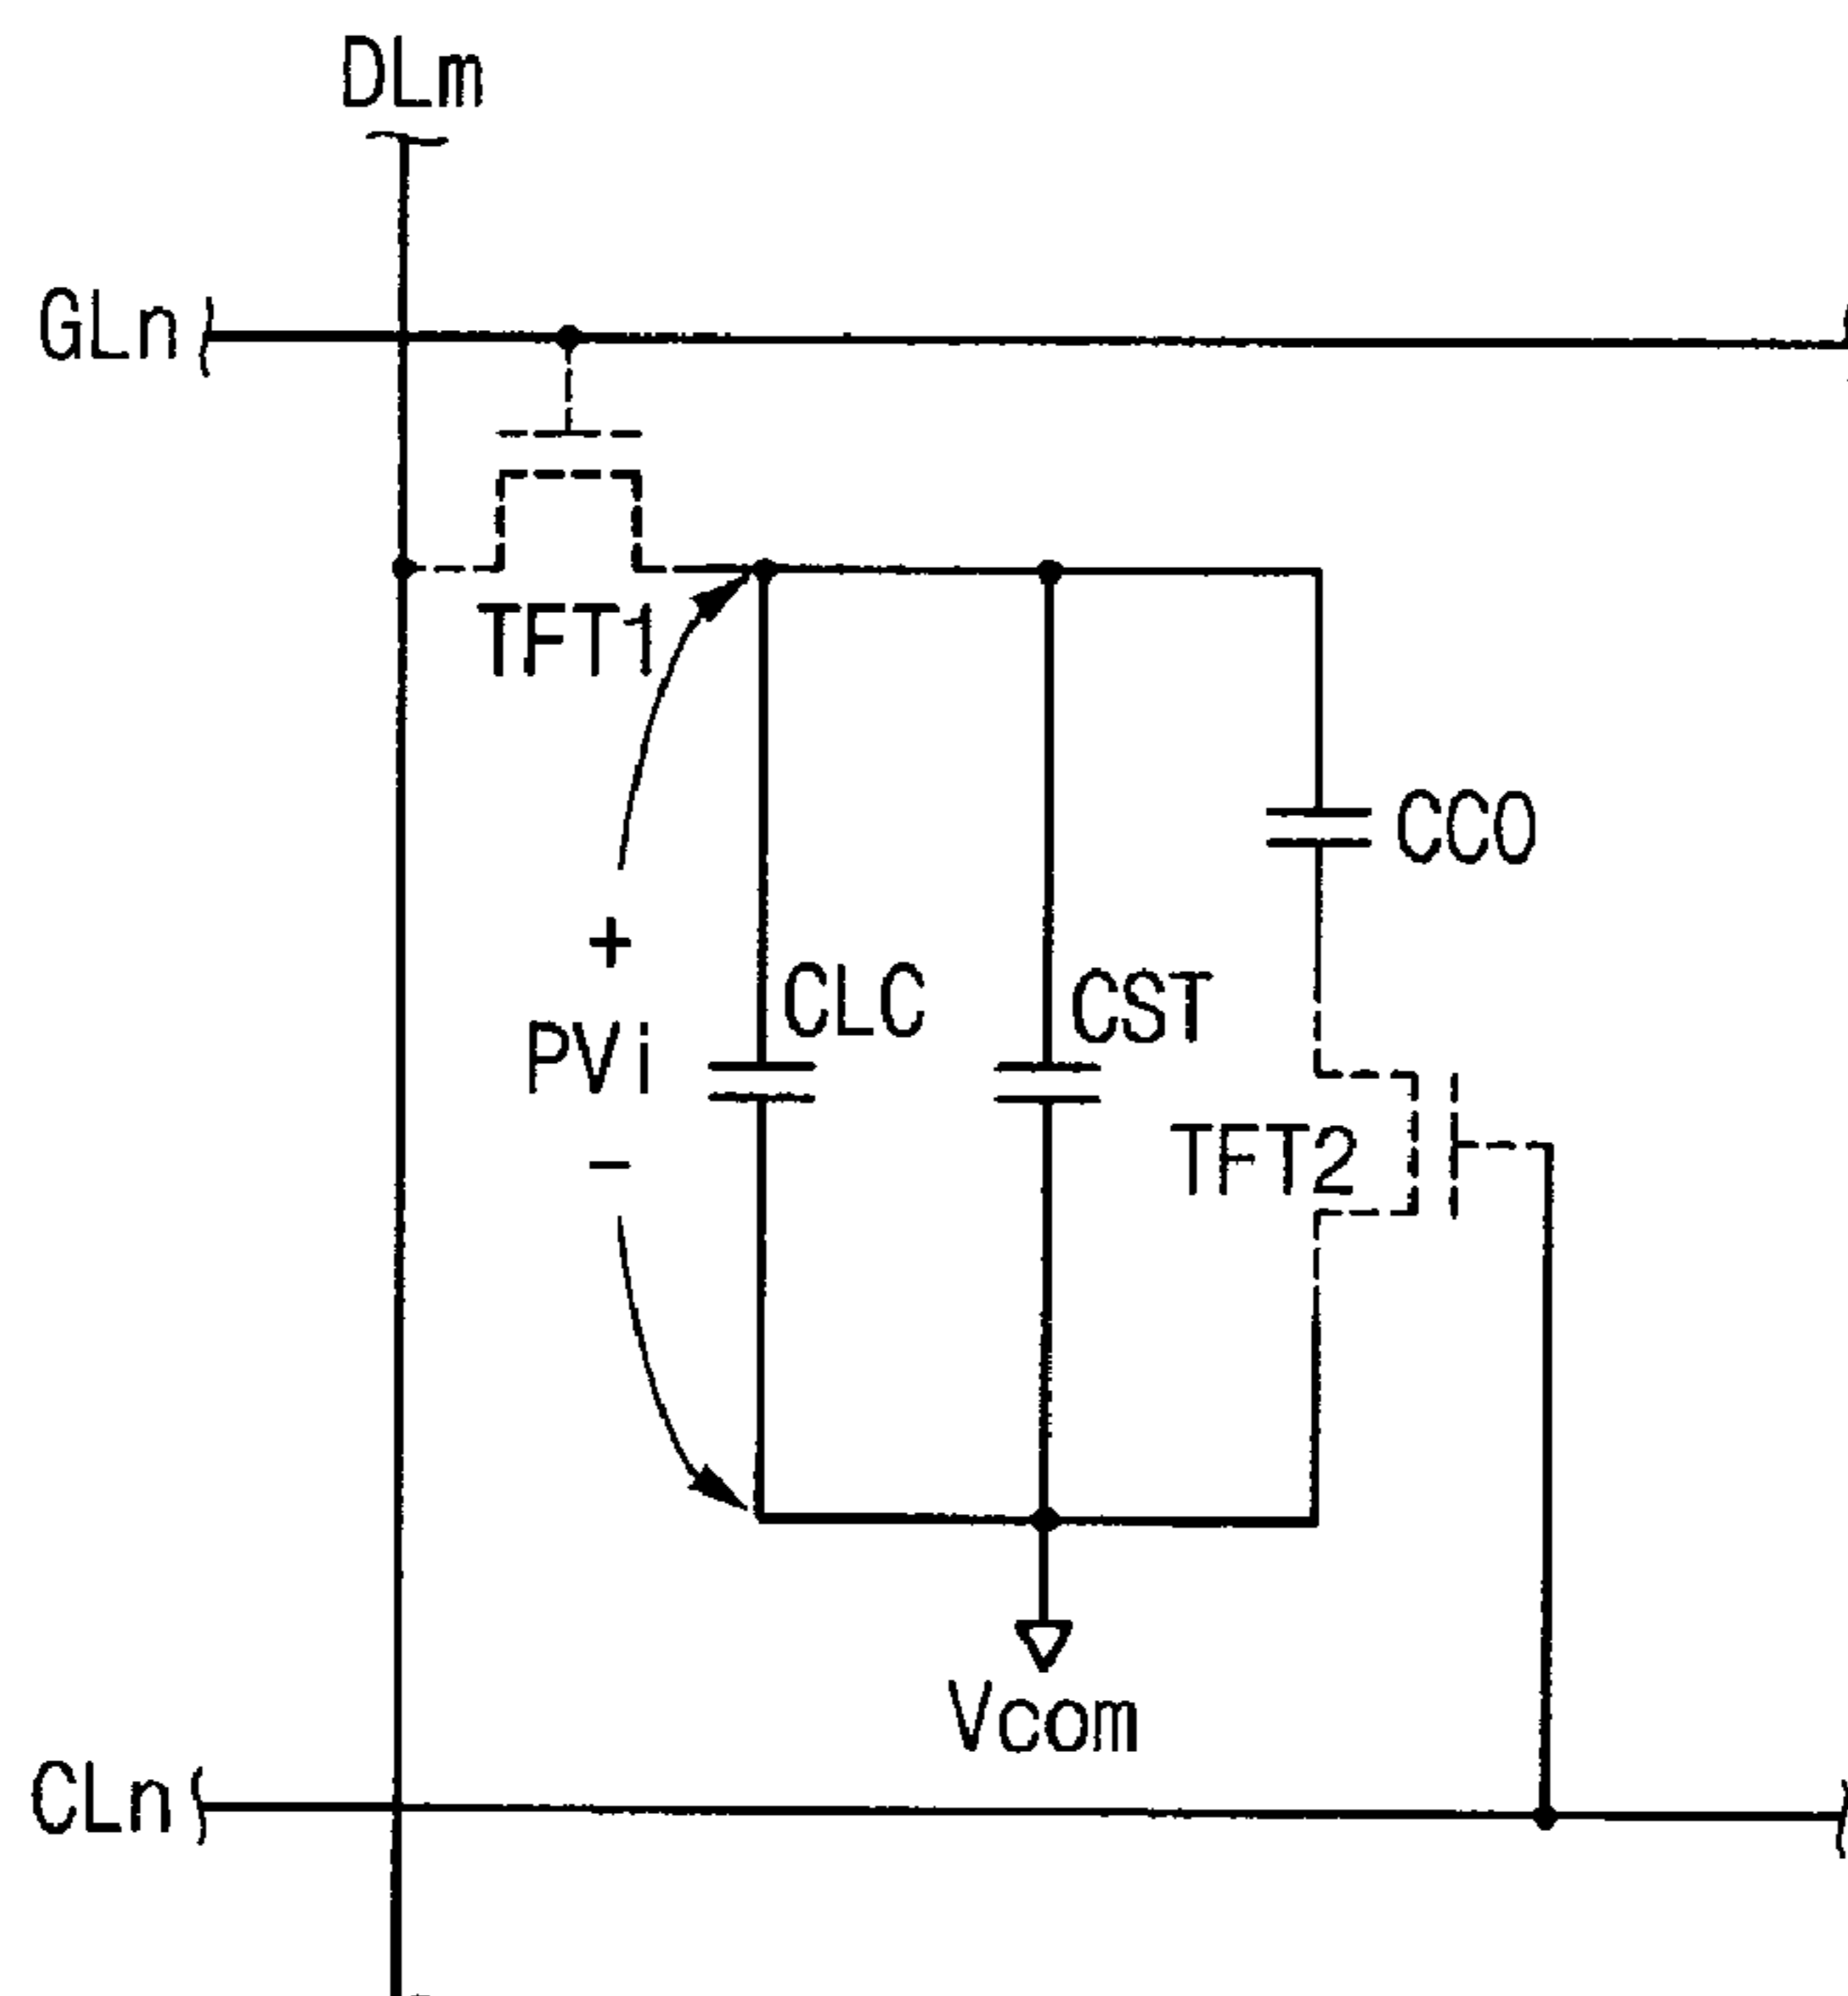 DLm
GLn
TFT1
CCO
+
CLC
CST
PVi
TFT2
−
Vcom
CLn